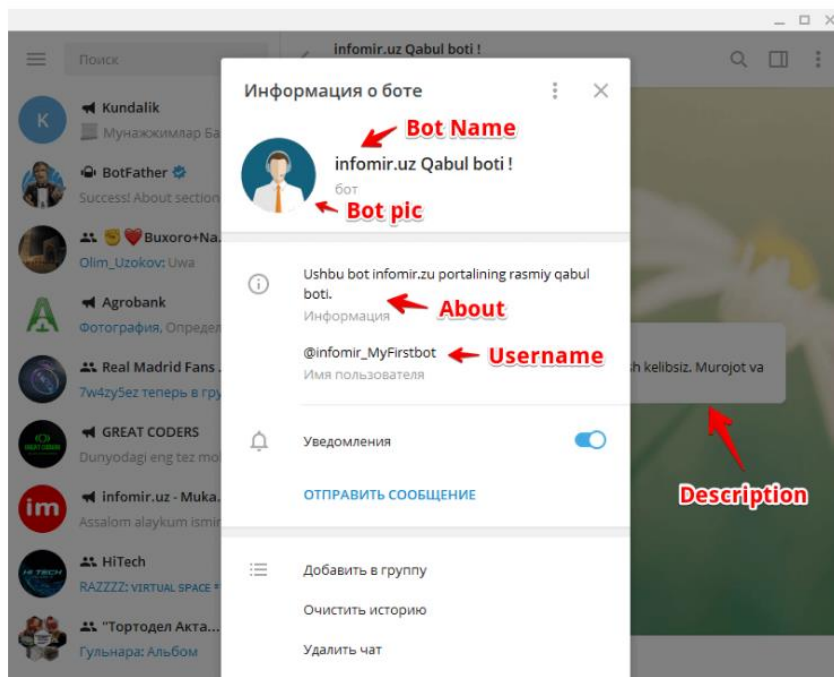 infomir.uz Qabul boti !
Поиск
Kundalik
Мунажжимлар Ба
BotFather
Success! About section
Buxoro+Na.
Olim_Uzokov: Uwa
Agrobank
Фотография, Определ
Real Madrid Fans .
7w4zy5ez теперь в гру
GREAT CODERS
Dunyodagi eng tez mo
infomir.uz - Muka.
Assalom alaykum ismir
HiTech
RAZZZZ: VIRTUAL SPACE
"Тортодел Акта...
Гульнара: Альбом
K
im
Информация о боте
Bot Name
infomir.uz Qabul boti !
бот
Bot pic
Ushbu bot infomir.zu portalining rasmiy qabul
boti.
About
Информация
@infomir_MyFirstbot
Username
Имя пользователя
sh kelibsiz. Murojot va
Уведомления
Description
ОТПРАВИТЬ СООБЩЕНИЕ
Добавить в группу
Очистить историю
Удалить чат